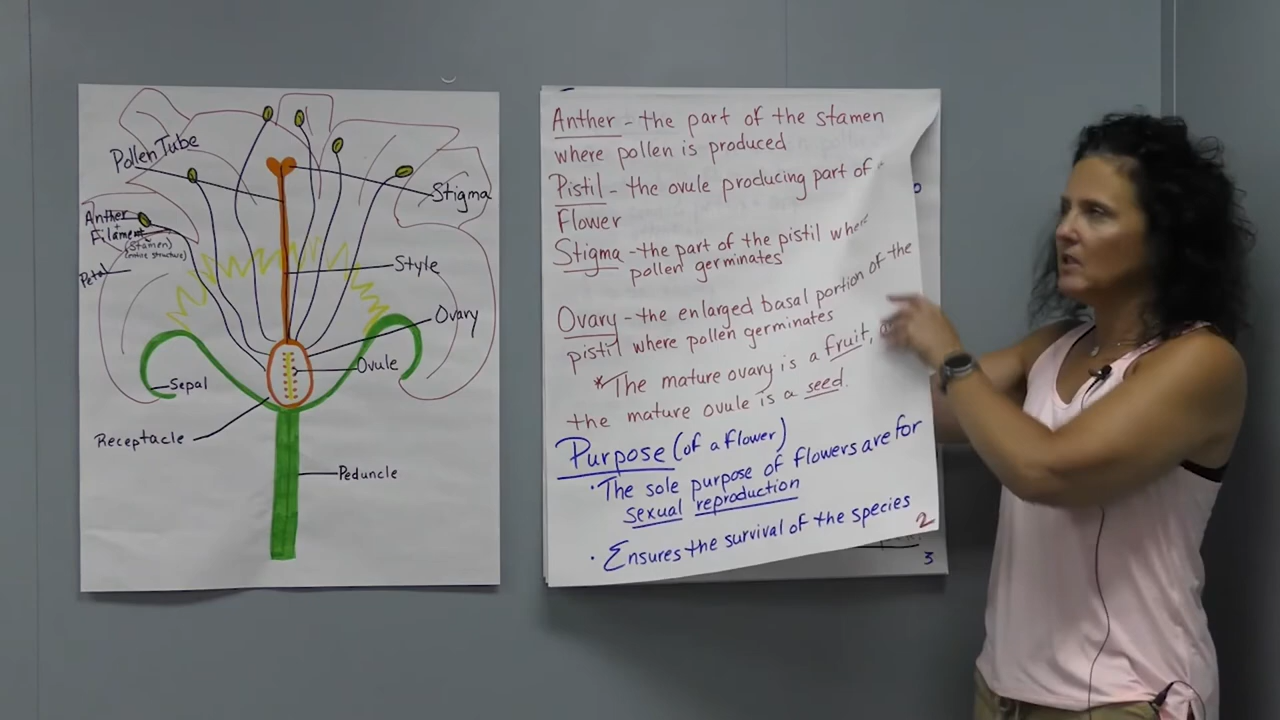 Pollen Tube
Stigma
Anther
+
Filament
(Stamen)
(entire structure)
Petal
Style
Ovary
Ovule
Sepal
Receptacle
Peduncle
Anther - the part of the stamen
where pollen is produced
Pistil - the ovule producing part of
Flower
Stigma - the part of the pistil where
pollen germinates
Ovary - the enlarged basal portion of the
pistil where pollen germinates
*The mature ovary is a fruit,
the mature ovule is a seed.
Purpose (of a flower)
· The sole purpose of flowers are for
sexual reproduction
· Ensures the survival of the species
2
3